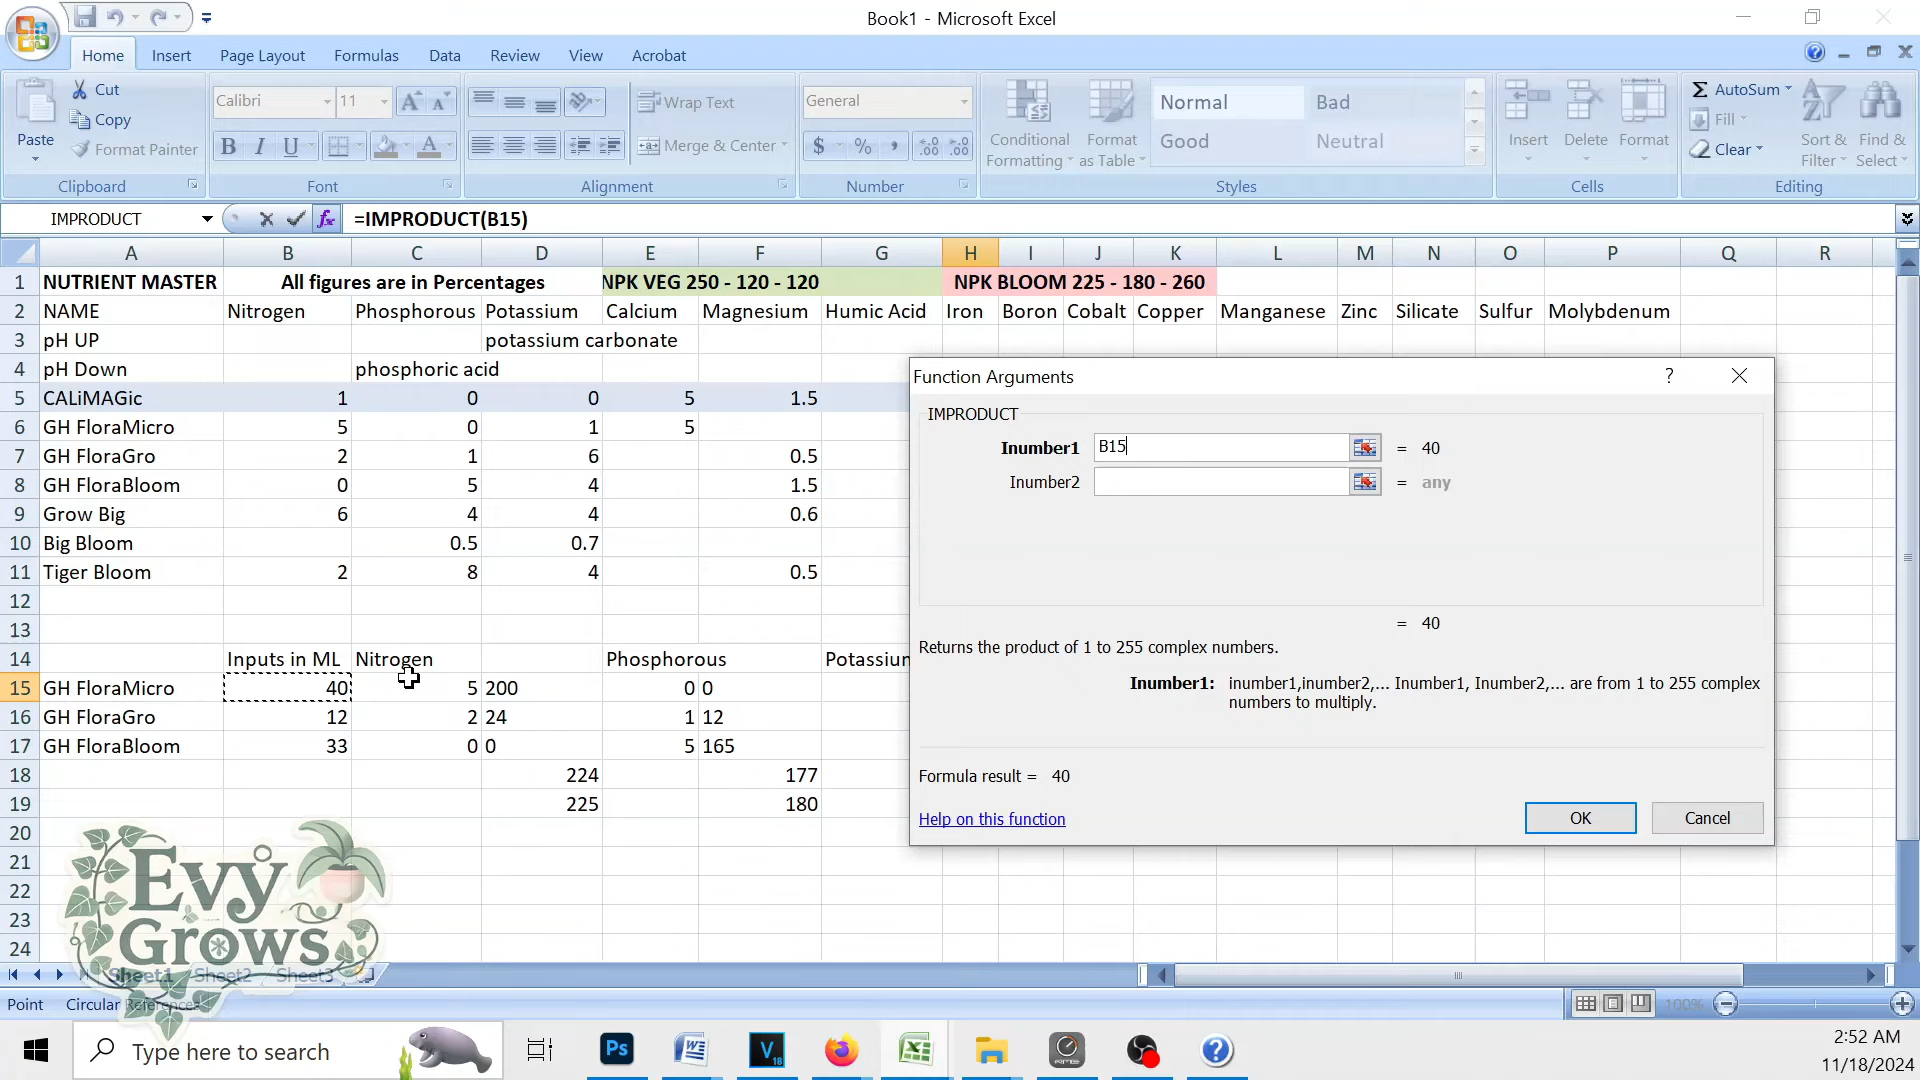 Book1 - Microsoft Excel
Home Insert Page Layout Formulas Data Review View Acrobat
Paste
Cut
Copy
Format Painter
Clipboard
Calibri 11
B I U A
Font
Wrap Text
Merge & Center
Alignment
General
$ % ,
Number
Conditional Formatting
Format as Table
Normal Bad
Good Neutral
Styles
Insert Delete Format
Cells
Σ AutoSum
Fill
Clear
Sort & Filter
Find & Select
Editing
IMPRODUCT fx =IMPRODUCT(B15)
A B C D E F G H I J K L M N O P Q R
1 NUTRIENT MASTER All figures are in Percentages NPK VEG 250 - 120 - 120 NPK BLOOM 225 - 180 - 260
2 NAME Nitrogen Phosphorous Potassium Calcium Magnesium Humic Acid Iron Boron Cobalt Copper Manganese Zinc Silicate Sulfur Molybdenum
3 pH UP potassium carbonate
4 pH Down phosphoric acid
5 CALiMAGic 1 0 0 5 1.5
6 GH FloraMicro 5 0 1 5
7 GH FloraGro 2 1 6 0.5
8 GH FloraBloom 0 5 4 1.5
9 Grow Big 6 4 4 0.6
10 Big Bloom 0.5 0.7
11 Tiger Bloom 2 8 4 0.5
12
13
14 Inputs in ML Nitrogen Phosphorous Potassium
15 GH FloraMicro 40 5 200 0 0
16 GH FloraGro 12 2 24 1 12
17 GH FloraBloom 33 0 0 5 165
18 224 177
19 225 180
20
21
22
23
24
Function Arguments ?
IMPRODUCT
Inumber1 B15 = 40
Inumber2 = any
= 40
Returns the product of 1 to 255 complex numbers.
Inumber1: inumber1,inumber2,... Inumber1, Inumber2,... are from 1 to 255 complex
numbers to multiply.
Formula result = 40
Help on this function OK Cancel
Evy
Grows
Sheet1 Sheet2 Sheet3
Point Circular References 100%
Type here to search
Ps W V 18 ?
2:52 AM
11/18/2024